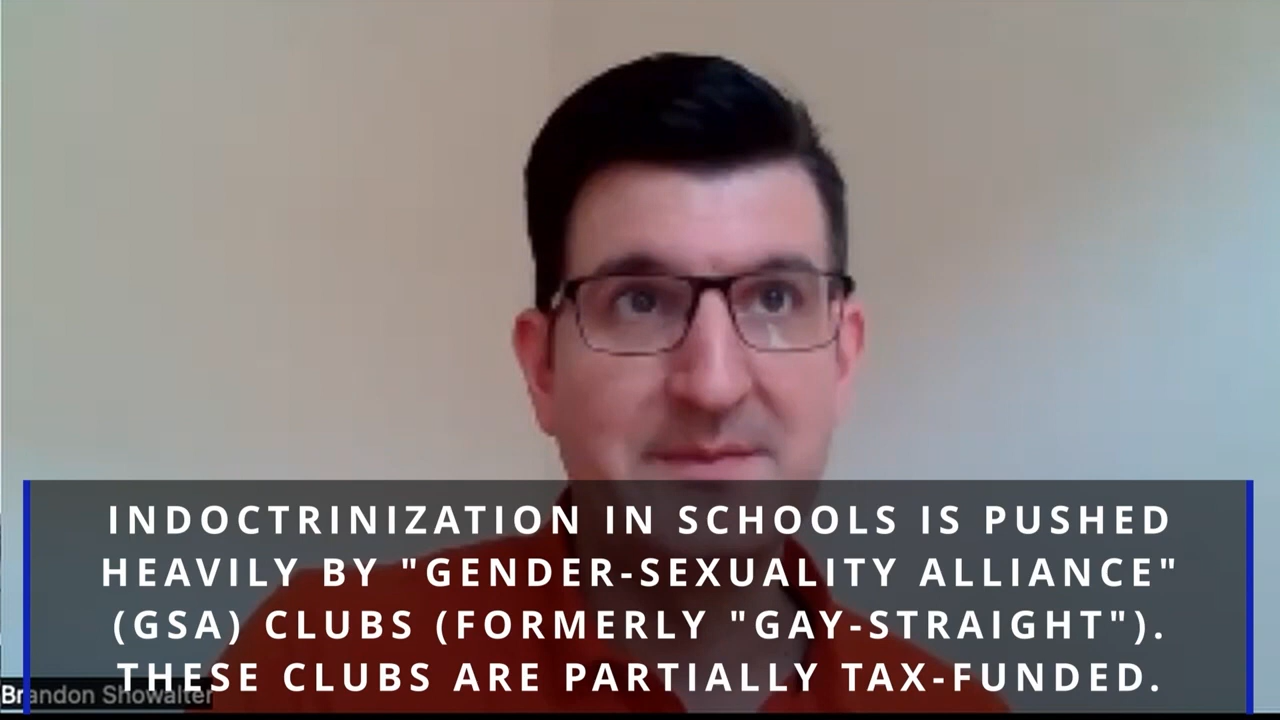 INDOCTRINIZATION IN SCHOOLS IS PUSHED
HEAVILY BY "GENDER-SEXUALITY ALLIANCE"
(GSA) CLUBS (FORMERLY "GAY-STRAIGHT").
THESE CLUBS ARE PARTIALLY TAX-FUNDED.
Brandon Showalter